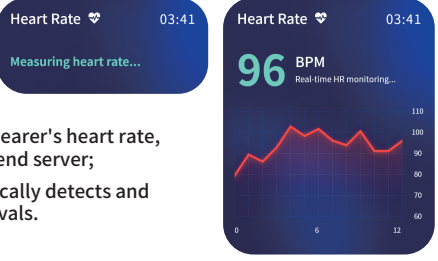 Heart Rate 03:41
Measuring heart rate...
earer's heart rate,
end server;
cally detects and
vals.
Heart Rate 03:41
96 BPM
Real-time HR monitoring...
110
100
90
80
70
60
0 6 12